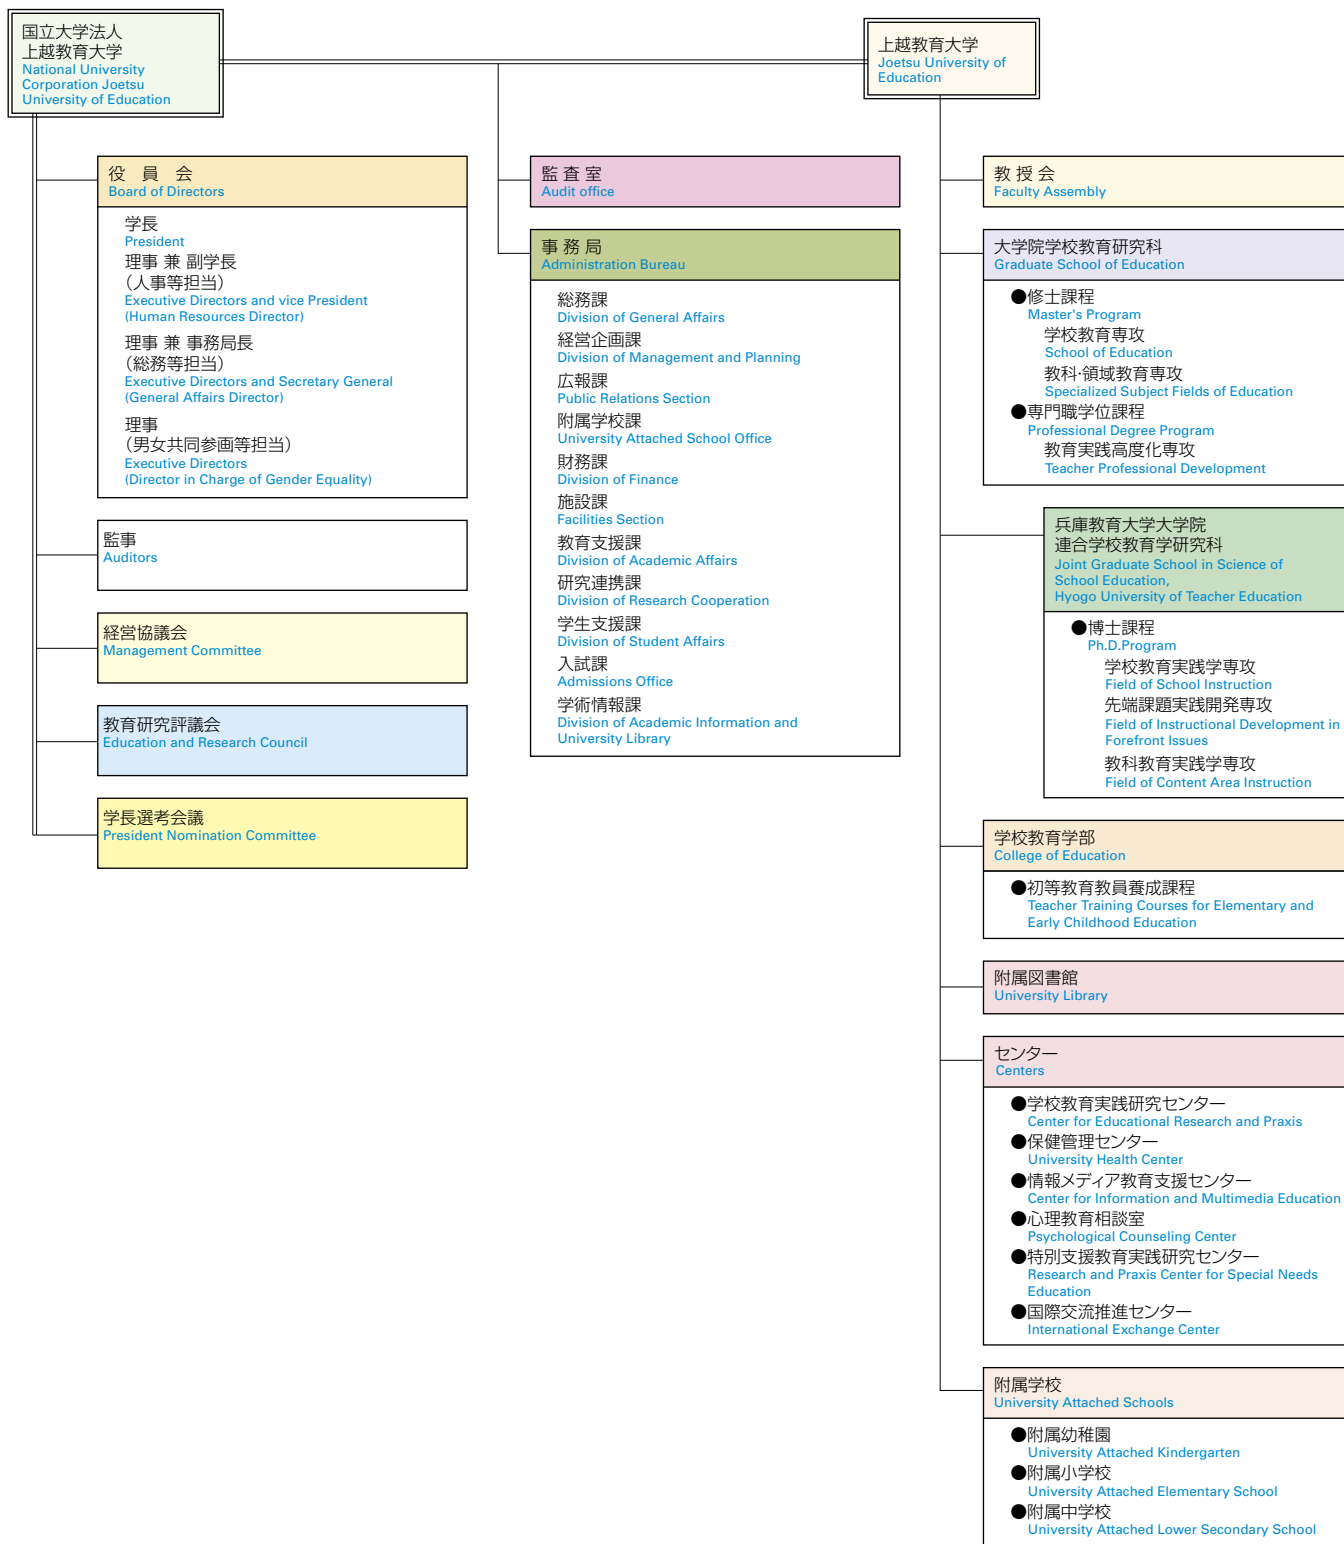 国立大学法人
上越教育大学
National University
Corporation Joetsu
University of Education
上越教育大学
Joetsu University of
Education
役 員 会
Board of Directors
学長
President
理事 兼 副学長
（人事等担当）
Executive Directors and vice President
(Human Resources Director)
理事 兼 事務局長
（総務等担当）
Executive Directors and Secretary General
(General Affairs Director)
理事
（男女共同参画等担当）
Executive Directors
(Director in Charge of Gender Equality)
監事
Auditors
経営協議会
Management Committee
教育研究評議会
Education and Research Council
学長選考会議
President Nomination Committee
監 査 室
Audit office
事 務 局
Administration Bureau
総務課
Division of General Affairs
経営企画課
Division of Management and Planning
広報課
Public Relations Section
附属学校課
University Attached School Office
財務課
Division of Finance
施設課
Facilities Section
教育支援課
Division of Academic Affairs
研究連携課
Division of Research Cooperation
学生支援課
Division of Student Affairs
入試課
Admissions Office
学術情報課
Division of Academic Information and
University Library
教 授 会
Faculty Assembly
大学院学校教育研究科
Graduate School of Education
●修士課程
Master's Program
学校教育専攻
School of Education
教科･領域教育専攻
Specialized Subject Fields of Education
●専門職学位課程
Professional Degree Program
教育実践高度化専攻
Teacher Professional Development
兵庫教育大学大学院
連合学校教育学研究科
Joint Graduate School in Science of
School Education,
Hyogo University of Teacher Education
●博士課程
Ph.D.Program
学校教育実践学専攻
Field of School Instruction
先端課題実践開発専攻
Field of Instructional Development in
Forefront Issues
教科教育実践学専攻
Field of Content Area Instruction
学校教育学部
College of Education
●初等教育教員養成課程
Teacher Training Courses for Elementary and
Early Childhood Education
附属図書館
University Library
センター
Centers
●学校教育実践研究センター
Center for Educational Research and Praxis
●保健管理センター
University Health Center
●情報メディア教育支援センター
Center for Information and Multimedia Education
●心理教育相談室
Psychological Counseling Center
●特別支援教育実践研究センター
Research and Praxis Center for Special Needs
Education
●国際交流推進センター
International Exchange Center
附属学校
University Attached Schools
●附属幼稚園
University Attached Kindergarten
●附属小学校
University Attached Elementary School
●附属中学校
University Attached Lower Secondary School